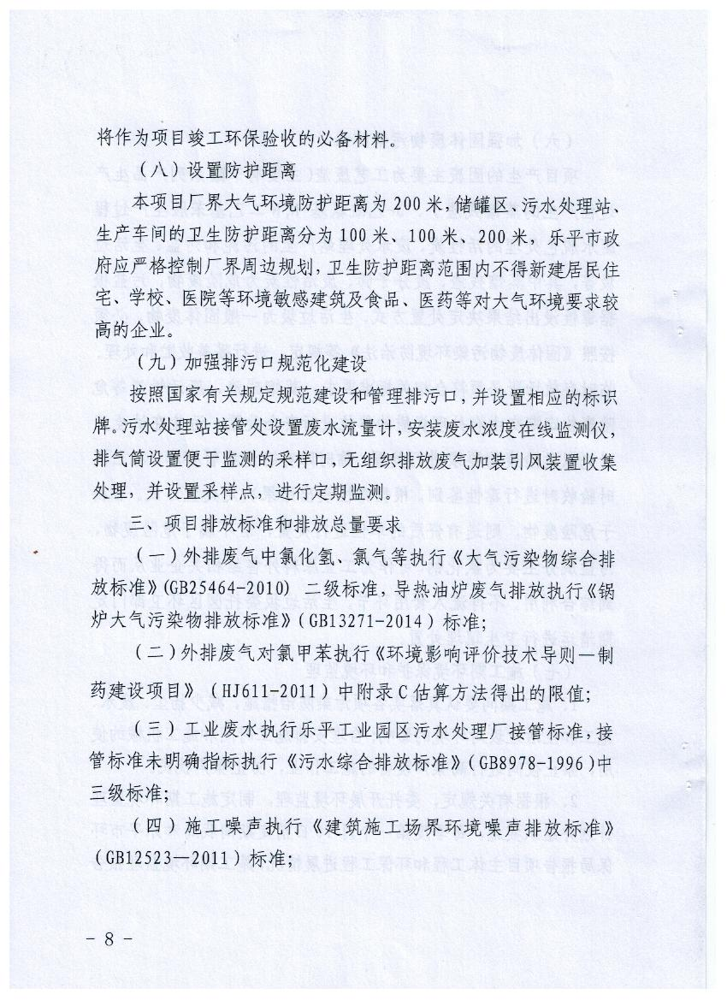 将作为项目竣工环保验收的必备材料。
（八）设置防护距离
本项目厂界大气环境防护距离为 200 米,储罐区、污水处理站、
生产车间的卫生防护距离分为 100 米、100 米、200 米，乐平市政
府应严格控制厂界周边规划,卫生防护距离范围内不得新建居民住
宅、学校、医院等环境敏感建筑及食品、医药等对大气环境要求较
高的企业。
（九）加强排污口规范化建设
按照国家有关规定规范建设和管理排污口,并设置相应的标识
牌。污水处理站接管处设置废水流量计,安装废水浓度在线监测仪,
排气筒设置便于监测的采样口,无组织排放废气加装引风装置收集
处理，并设置采样点，进行定期监测。
三、项目排放标准和排放总量要求
（一）外排废气中氯化氢、氯气等执行《大气污染物综合排
放标准》(GB25464-2010) 二级标准,导热油炉废气排放执行《锅
炉大气污染物排放标准》(GB13271-2014）标准;
（二）外排废气对氯甲苯执行《环境影响评价技术导则—制
药建设项目》（HJ611-2011）中附录 C 估算方法得出的限值;
（三）工业废水执行乐平工业园区污水处理厂接管标准,接
管标准未明确指标执行《污水综合排放标准》(GB8978-1996)中
三级标准;
（四）施工噪声执行《建筑施工场界环境噪声排放标准》
（GB12523—2011）标准;
- 8 -